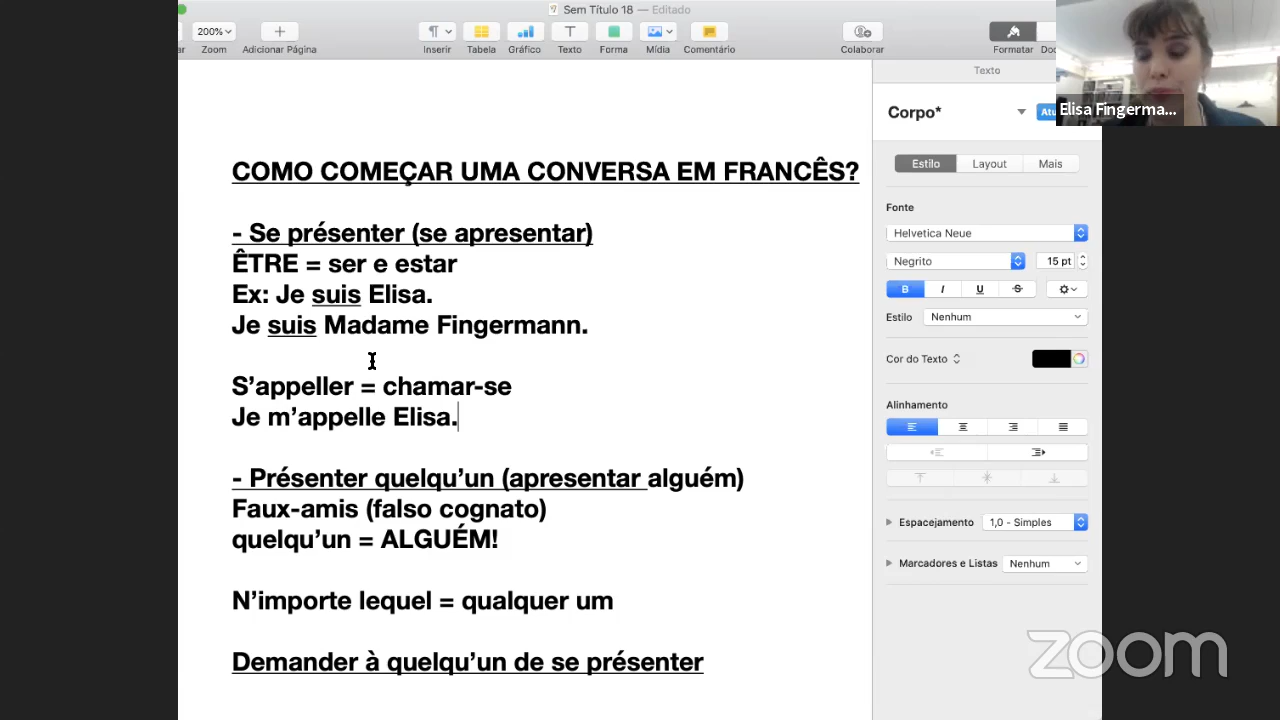 Sem Título 18 — Editado
200%
Zoom
Adicionar Página
Inserir
Tabela
Gráfico
Texto
Forma
Mídia
Comentário
Colaborar
Formatar
Texto
Elisa Fingerma...
Corpo*
Estilo Layout Mais
COMO COMEÇAR UMA CONVERSA EM FRANCÊS?
- Se présenter (se apresentar)
ÊTRE = ser e estar
Ex: Je suis Elisa.
Je suis Madame Fingermann.
S’appeller = chamar-se
Je m’appelle Elisa.
- Présenter quelqu’un (apresentar alguém)
Faux-amis (falso cognato)
quelqu’un = ALGUÉM!
N’importe lequel = qualquer um
Demander à quelqu’un de se présenter
Fonte
Helvetica Neue
Negrito 15 pt
B I U S
Estilo Nenhum
Cor do Texto
Alinhamento
Espacejamento 1,0 - Simples
Marcadores e Listas Nenhum
zoom